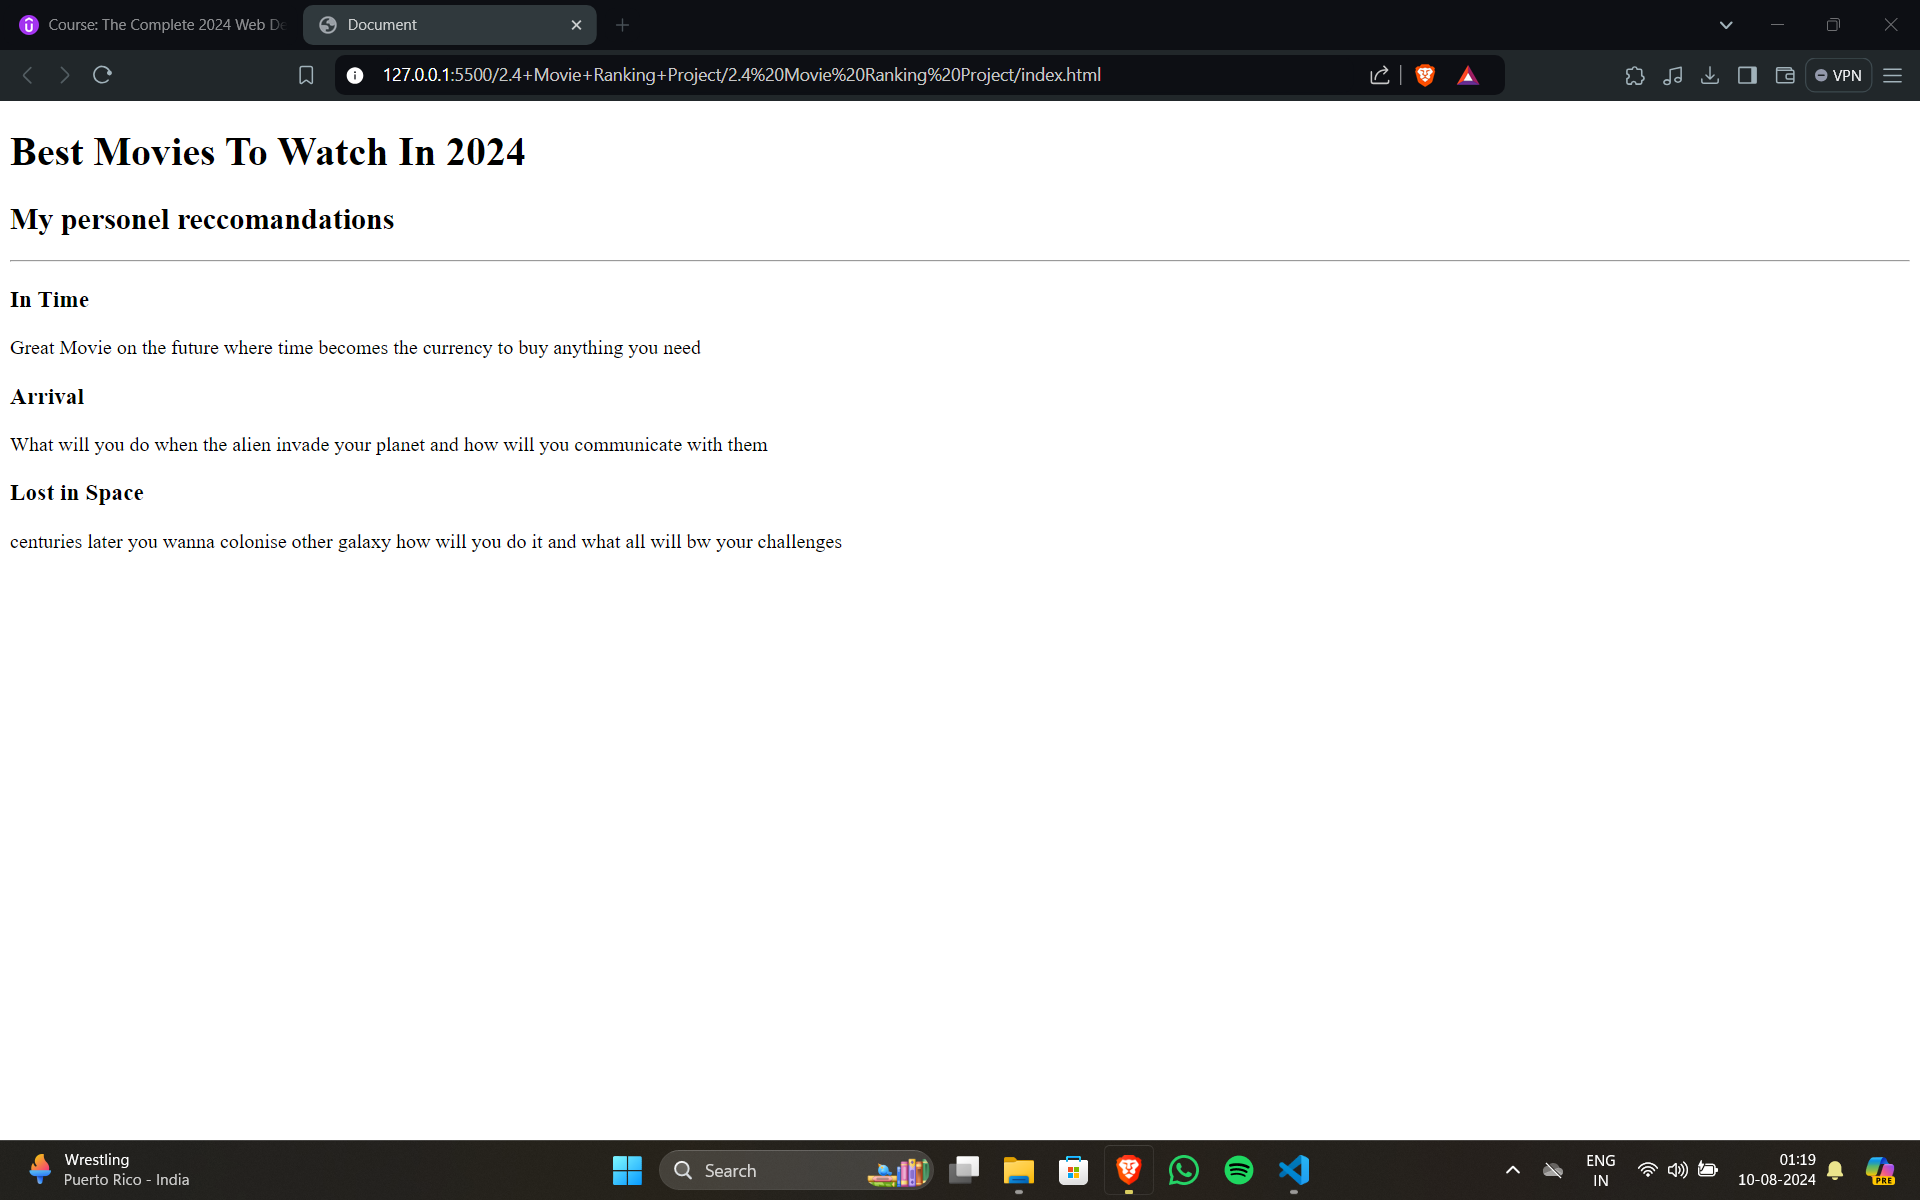 Course: The Complete 2024 Web De
Document
127.0.0.1:5500/2.4+Movie+Ranking+Project/2.4%20Movie%20Ranking%20Project/index.html
VPN
Best Movies To Watch In 2024
My personel reccomandations
In Time
Great Movie on the future where time becomes the currency to buy anything you need
Arrival
What will you do when the alien invade your planet and how will you communicate with them
Lost in Space
centuries later you wanna colonise other galaxy how will you do it and what all will bw your challenges
Wrestling
Puerto Rico - India
Search
ENG
IN
01:19
10-08-2024
PRE